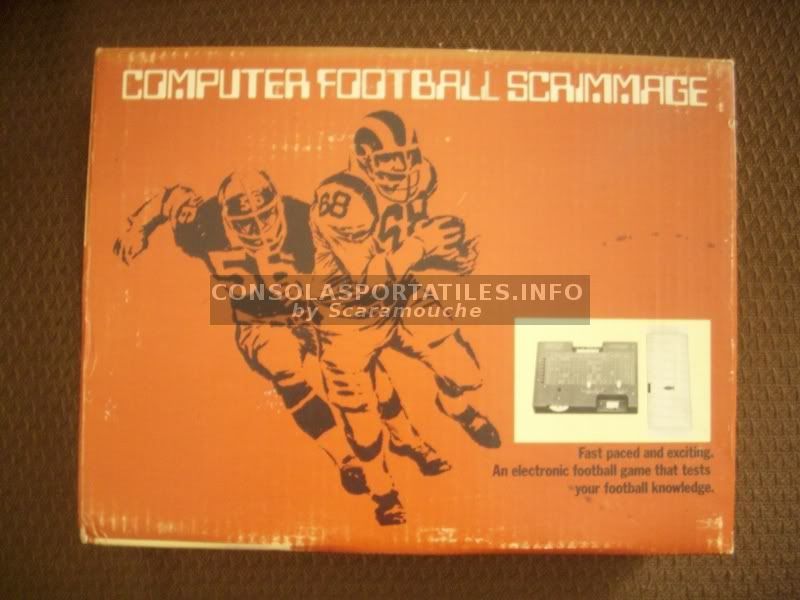 COMPUTER FOOTBALL SCRIMMAGE
68
55
CONSOLASPORTATILES.INFO
by Scaramouche
Fast paced and exciting.
An electronic football game that tests
your football knowledge.